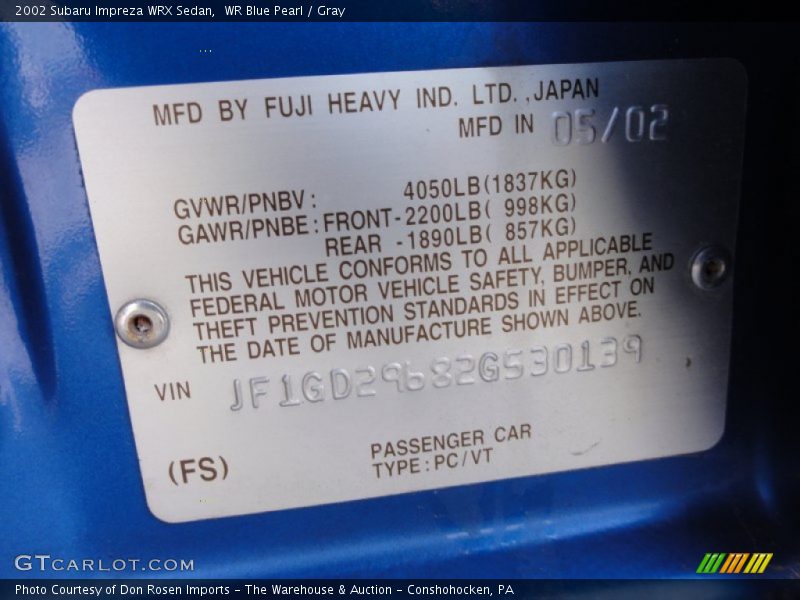 2002 Subaru Impreza WRX Sedan,  WR Blue Pearl / Gray
...
MFD BY FUJI HEAVY IND. LTD. ,JAPAN
MFD IN 05/02
GVWR/PNBV: 4050LB(1837KG)
GAWR/PNBE:FRONT-2200LB( 998KG)
REAR -1890LB( 857KG)
THIS VEHICLE CONFORMS TO ALL APPLICABLE
FEDERAL MOTOR VEHICLE SAFETY, BUMPER, AND
THEFT PREVENTION STANDARDS IN EFFECT ON
THE DATE OF MANUFACTURE SHOWN ABOVE.
VIN JF1GD29682G530139
(FS)
PASSENGER CAR
TYPE:PC/VT
GTCARLOT.COM
Photo Courtesy of Don Rosen Imports - The Warehouse & Auction - Conshohocken, PA